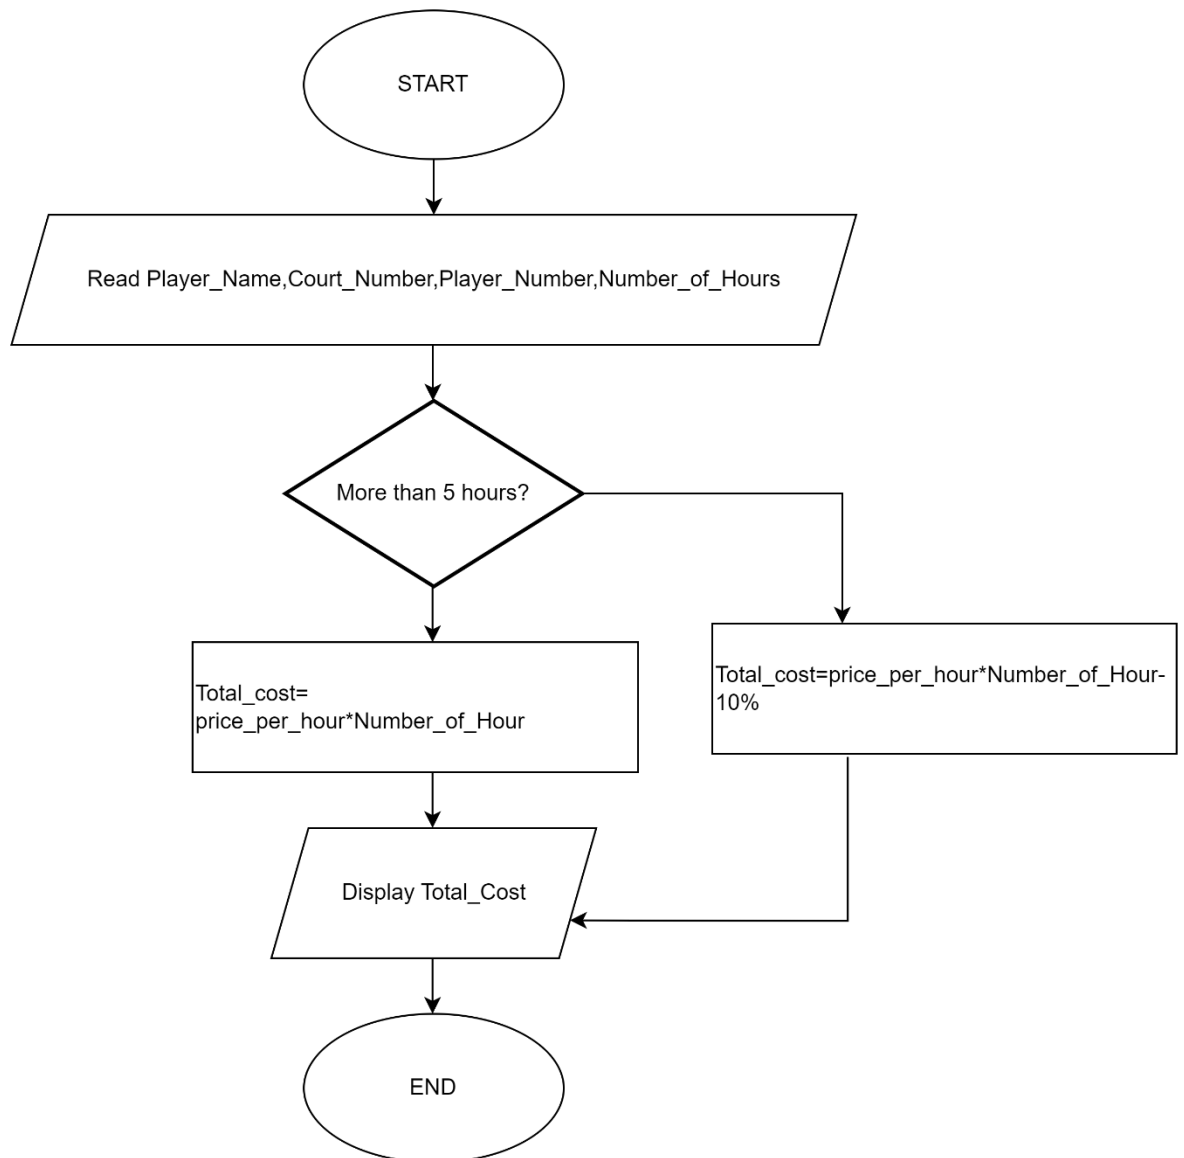 START
Read Player_Name,Court_Number,Player_Number,Number_of_Hours
More than 5 hours?
Total_cost=
price_per_hour*Number_of_Hour
Total_cost=price_per_hour*Number_of_Hour-
10%
Display Total_Cost
END